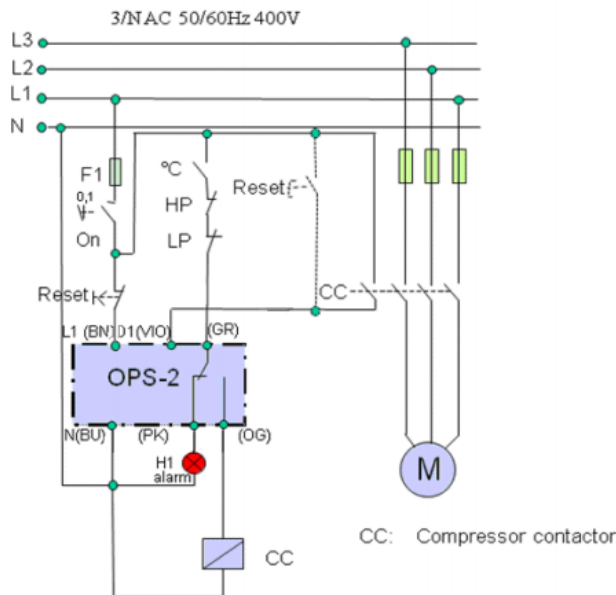 3/NAC 50/60Hz 400V
L3
L2
L1
N
F1
°C
Reset
0,1
HP
On
LP
Reset
CC
L1 (BN) D1(VIO) (GR)
OPS-2
N(BU) (PK) (OG)
H1
alarm
M
CC
CC: Compressor contactor